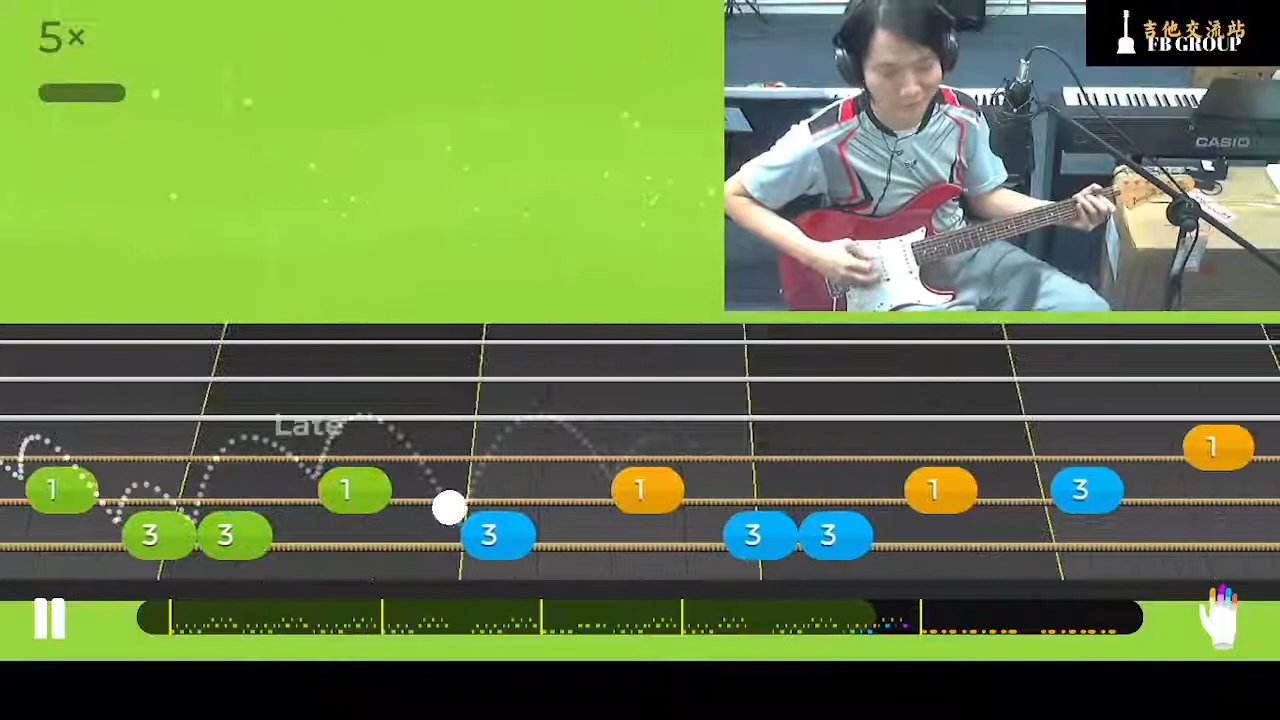 5×
吉他交流站
FB GROUP
CASIO
Late
1
1 1 1 1 3
3 3 3 3 3